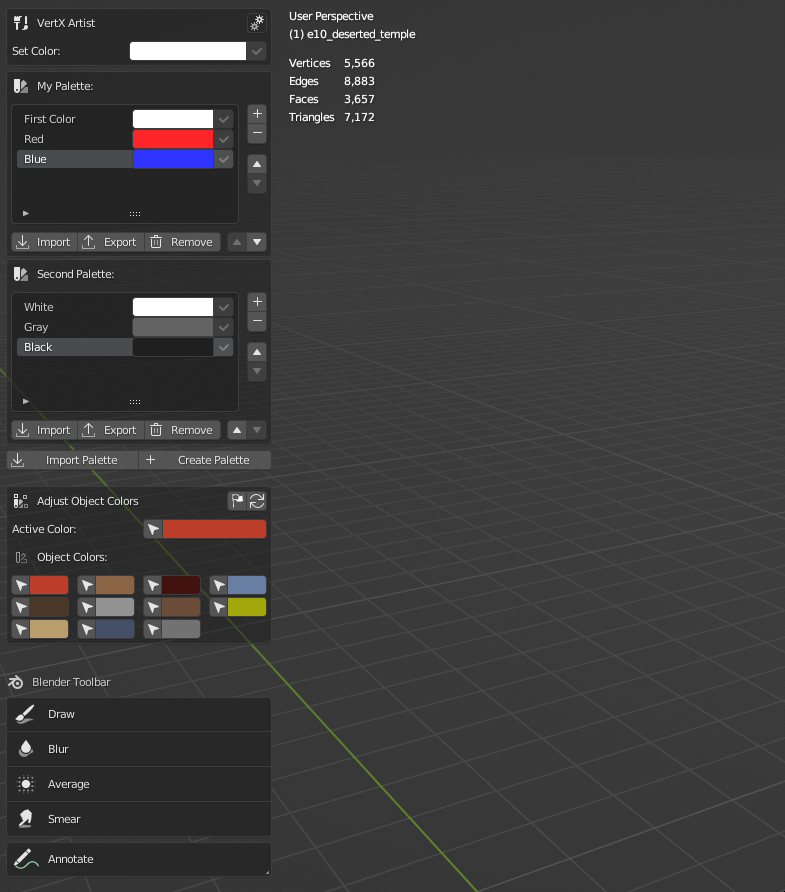 VertX Artist
Set Color:
My Palette:
First Color
Red
Blue
Import Export Remove
Second Palette:
White
Gray
Black
Import Export Remove
Import Palette Create Palette
Adjust Object Colors
Active Color:
Object Colors:
Blender Toolbar
Draw
Blur
Average
Smear
Annotate
User Perspective
(1) e10_deserted_temple
Vertices 5,566
Edges 8,883
Faces 3,657
Triangles 7,172